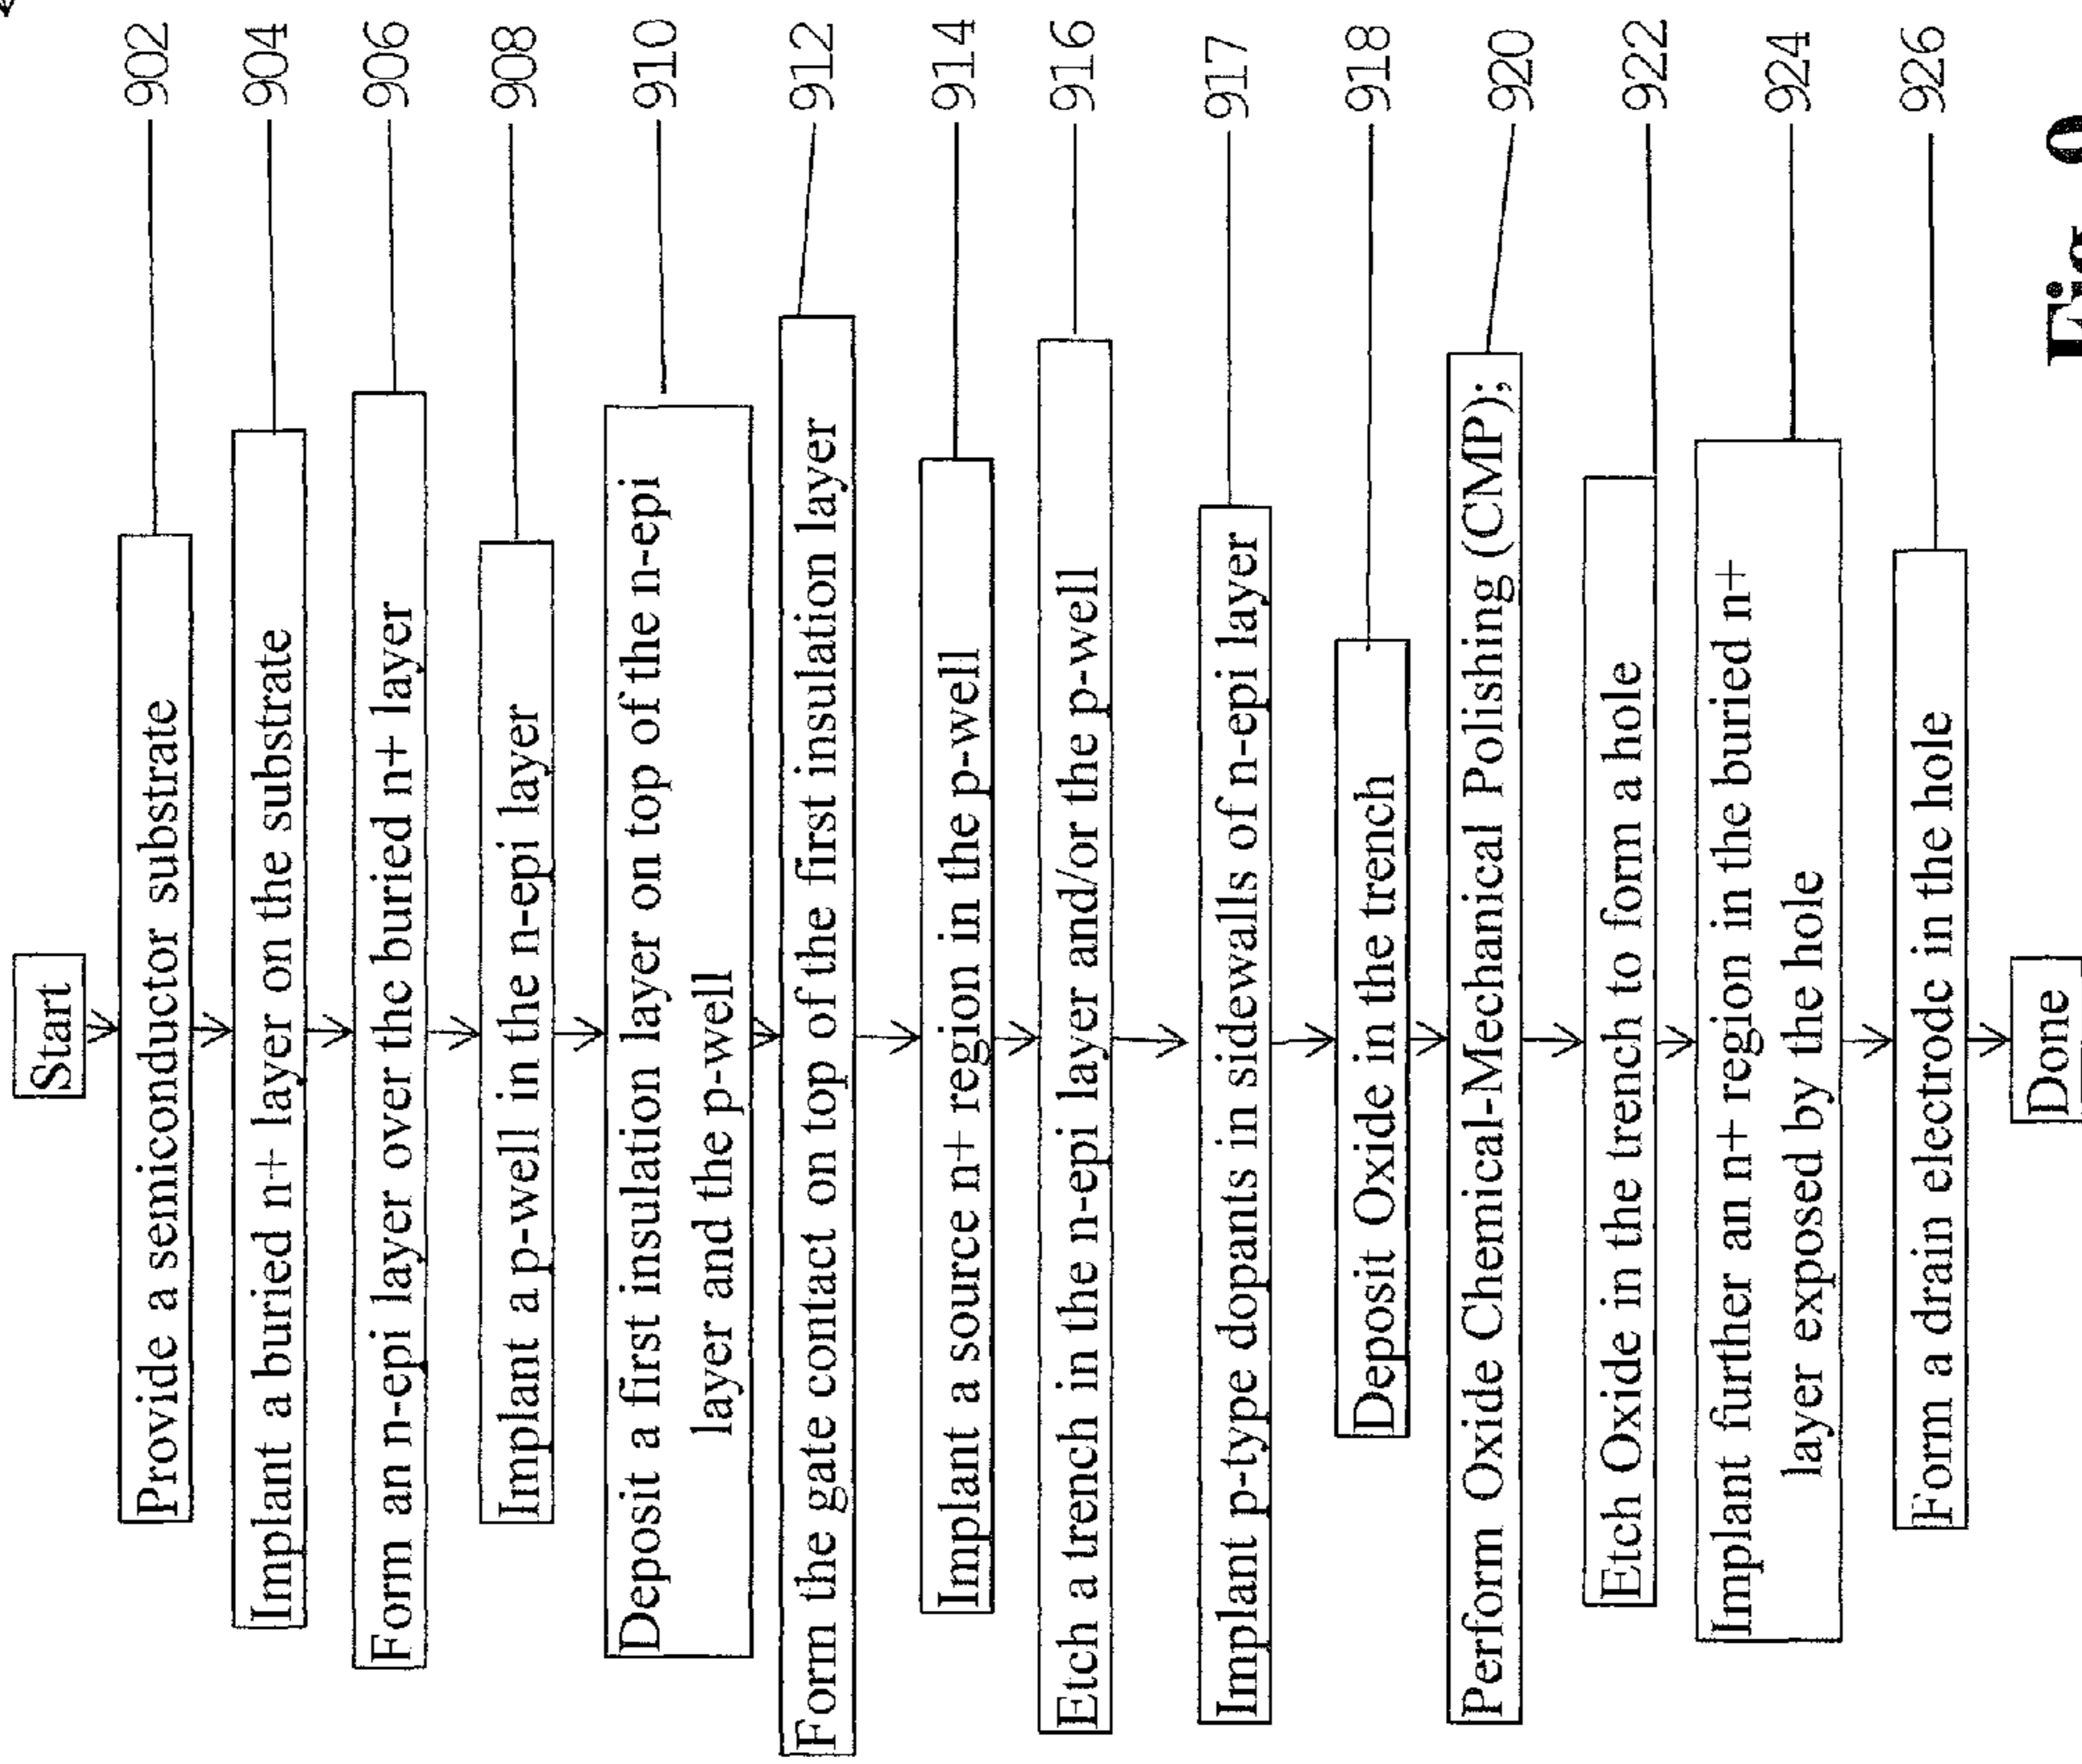 Start
Provide a semiconductor substrate
902
Implant a buried n+ layer on the substrate
904
Form an n-epi layer over the buried n+ layer
906
Implant a p-well in the n-epi layer
908
Deposit a first insulation layer on top of the n-epi
layer and the p-well
910
Form the gate contact on top of the first insulation layer
912
Implant a source n+ region in the p-well
914
Etch a trench in the n-epi layer and/or the p-well
916
Implant p-type dopants in sidewalls of n-epi layer
917
Deposit Oxide in the trench
918
Perform Oxide Chemical-Mechanical Polishing (CMP);
920
Etch Oxide in the trench to form a hole
922
Implant further an n+ region in the buried n+
layer exposed by the hole
924
Form a drain electrode in the hole
926
Done
Fig.